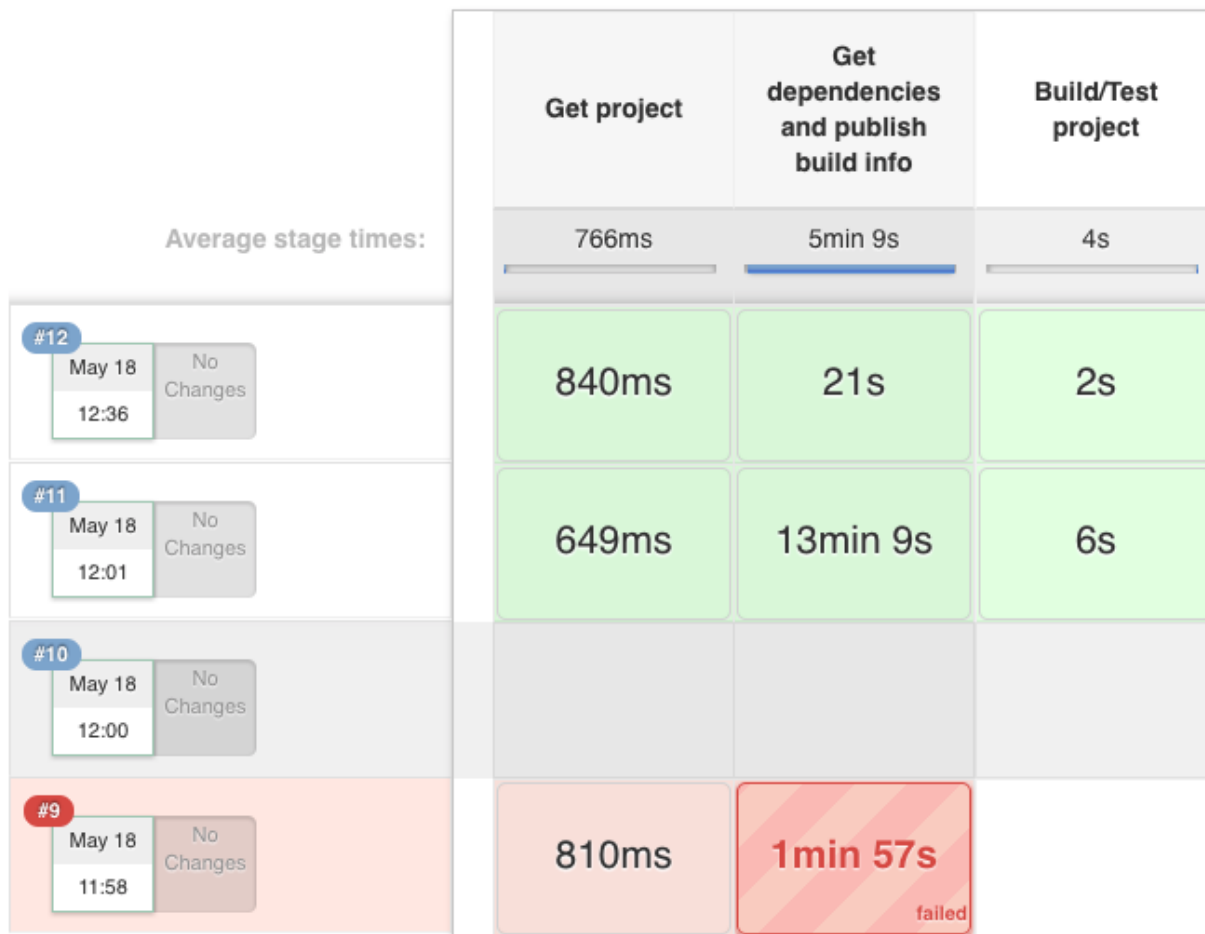 Get project
Get
dependencies
and publish
build info
Build/Test
project
Average stage times:
766ms
5min 9s
4s
#12
May 18
12:36
No
Changes
840ms
21s
2s
#11
May 18
12:01
No
Changes
649ms
13min 9s
6s
#10
May 18
12:00
No
Changes
#9
May 18
11:58
No
Changes
810ms
1min 57s
failed